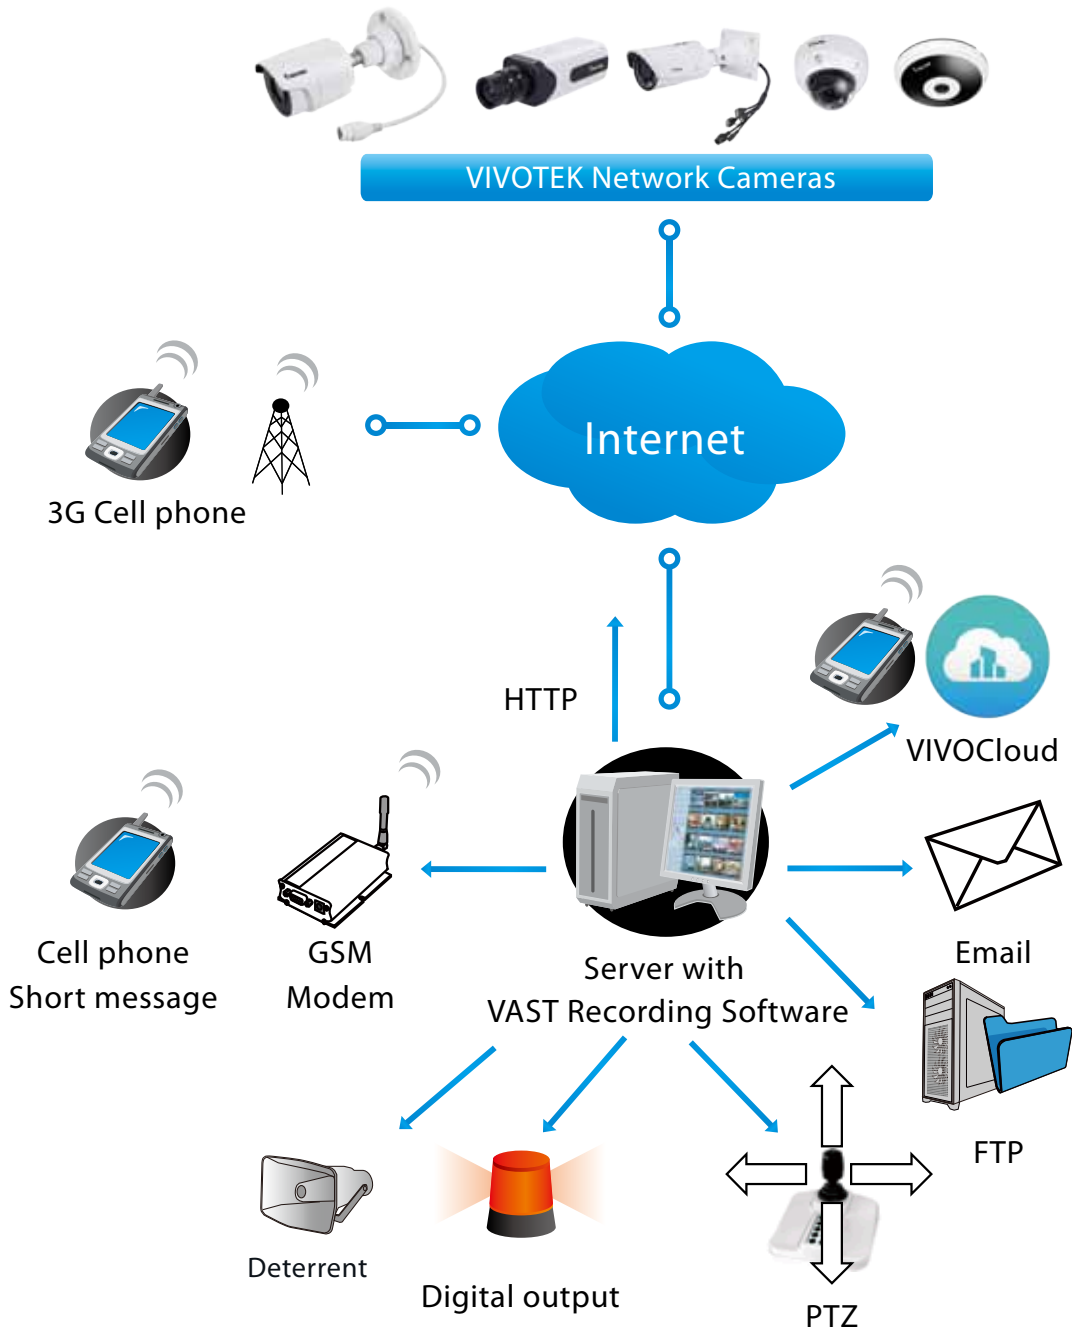 VIVOTEK Network Cameras
Internet
3G Cell phone
HTTP
VIVOCloud
Cell phone
Short message
GSM
Modem
Server with
VAST Recording Software
Email
FTP
Deterrent
Digital output
PTZ